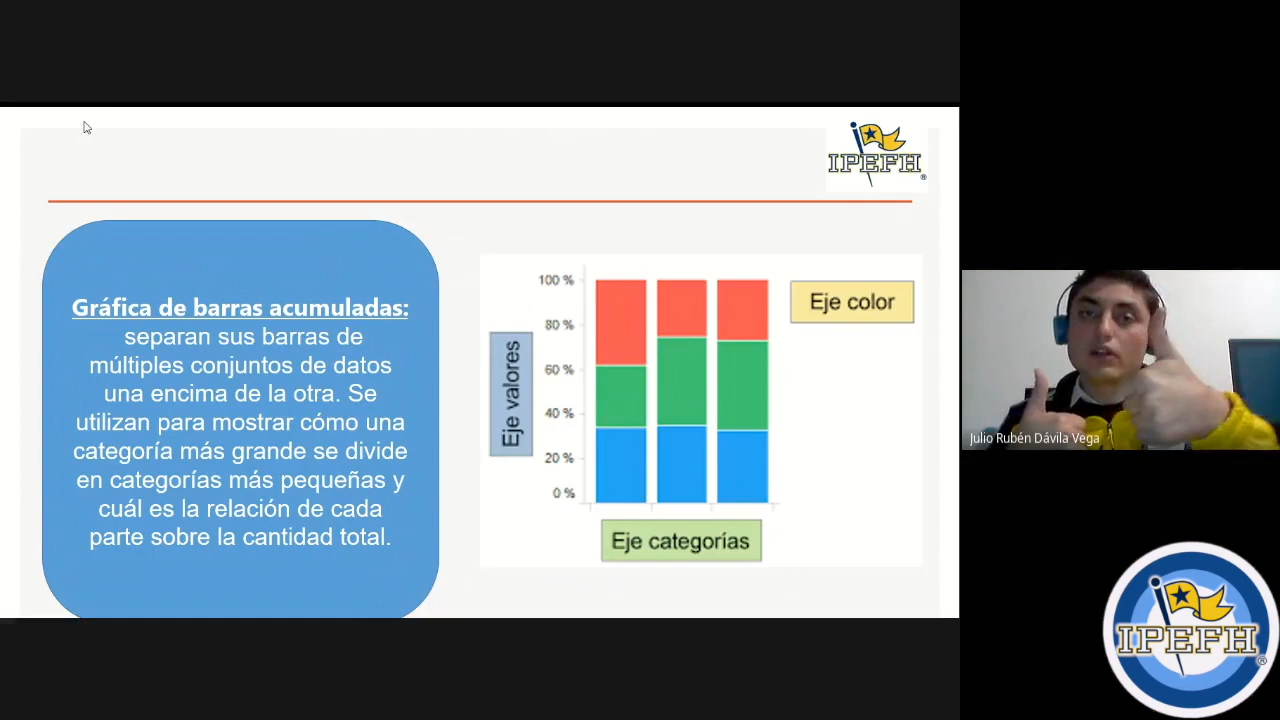 IPEFH
®
Gráfica de barras acumuladas:
separan sus barras de
múltiples conjuntos de datos
una encima de la otra. Se
utilizan para mostrar cómo una
categoría más grande se divide
en categorías más pequeñas y
cuál es la relación de cada
parte sobre la cantidad total.
Eje valores
100 %
80 %
60 %
40 %
20 %
0 %
Eje color
Eje categorías
Julio Rubén Dávila Vega
IPEFH
®